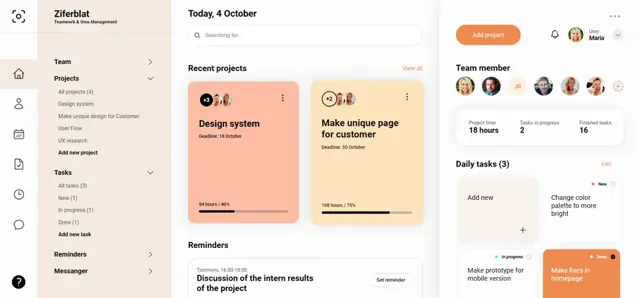 Ziferblat
Teamwork & time Management
Team
Projects
All projects (4)
Design system
Make unique design for Customer
User Flow
UX research
Add new project
Tasks
All tasks (3)
New (1)
In progress (1)
Done (1)
Add new task
Reminders
Messanger
?
Today, 4 October
Searching for...
Recent projects
View all
+3
Design system
Deadline: 18 October
84 hours / 40%
+2
Make unique page
for customer
Deadline: 30 October
108 hours / 75%
Reminders
Tommoro, 16:00-18:00
Discussion of the intern results
of the project
Set reminder
Add project
User
Maria
Team member
JR
Project time
18 hours
Tasks in progress
2
Finished tasks
16
Daily tasks (3)
Edit
Add new
+
New
Change color
palette to more
bright
In progress
Make prototype for
mobile version
Done
Make fixes in
homepage